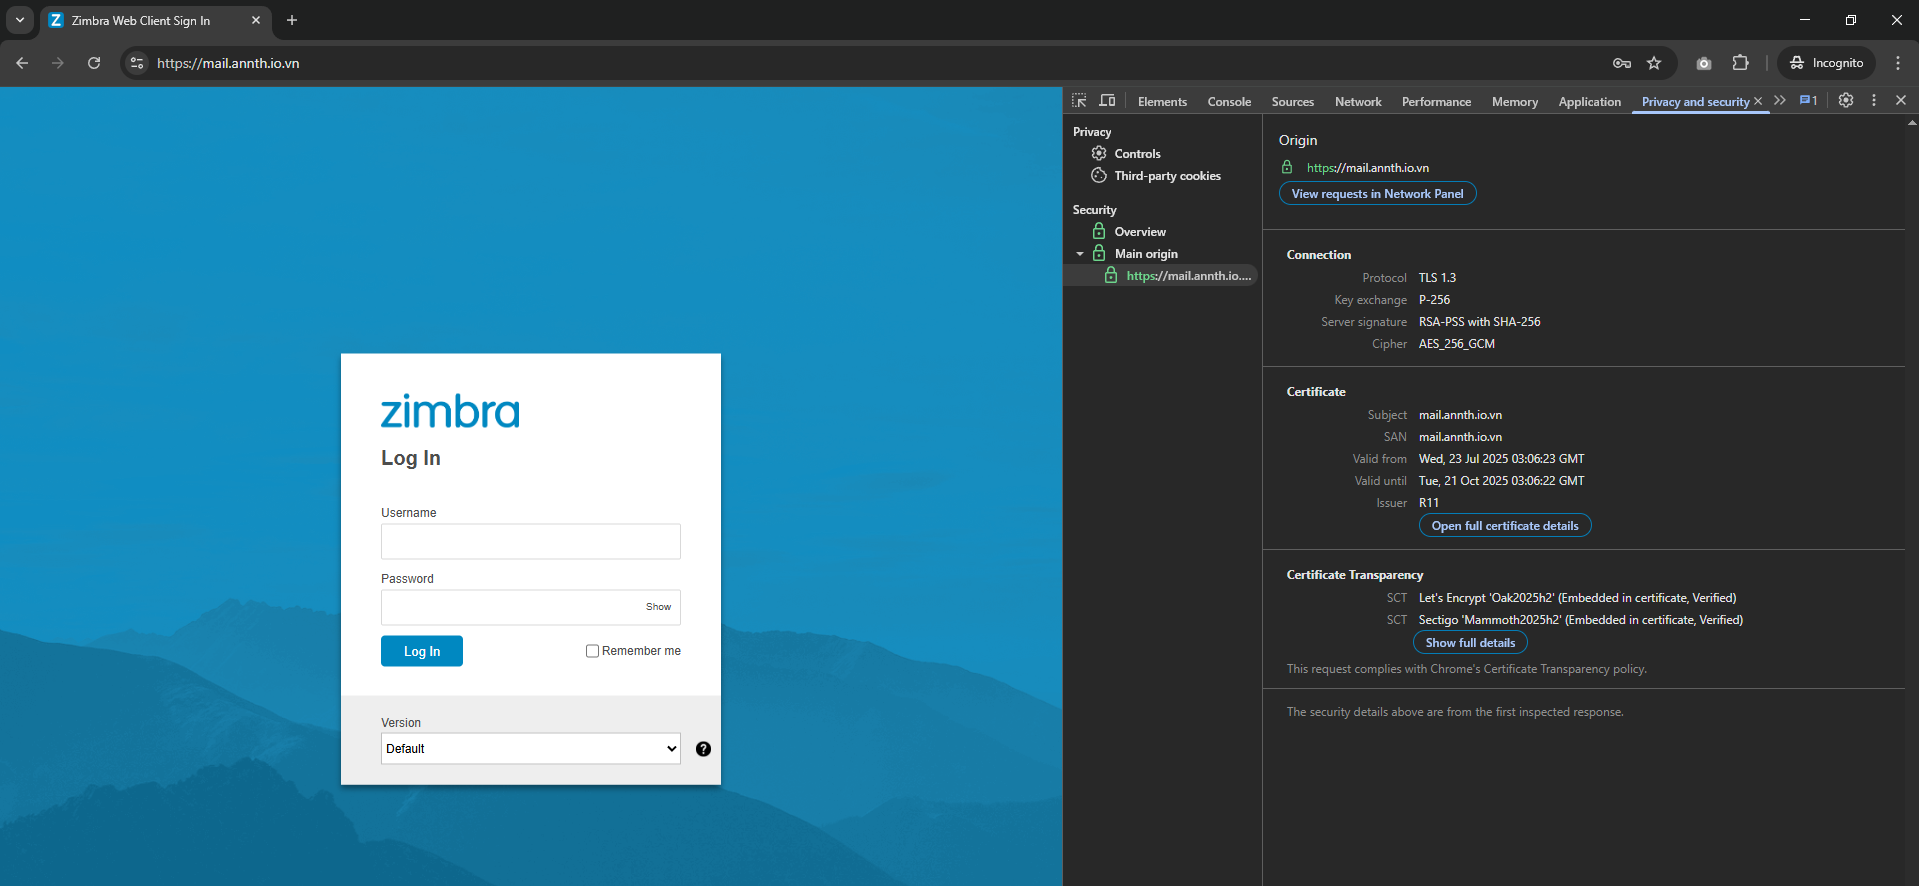 Zimbra Web Client Sign In
https://mail.annth.io.vn
Incognito
zimbra
Log In
Username
Password
Show
Log In
Remember me
Version
Default
?
Elements
Console
Sources
Network
Performance
Memory
Application
Privacy and security
1
Privacy
Controls
Third-party cookies
Security
Overview
Main origin
https://mail.annth.io....
Origin
https://mail.annth.io.vn
View requests in Network Panel
Connection
Protocol TLS 1.3
Key exchange P-256
Server signature RSA-PSS with SHA-256
Cipher AES_256_GCM
Certificate
Subject mail.annth.io.vn
SAN mail.annth.io.vn
Valid from Wed, 23 Jul 2025 03:06:23 GMT
Valid until Tue, 21 Oct 2025 03:06:22 GMT
Issuer R11
Open full certificate details
Certificate Transparency
SCT Let's Encrypt 'Oak2025h2' (Embedded in certificate, Verified)
SCT Sectigo 'Mammoth2025h2' (Embedded in certificate, Verified)
Show full details
This request complies with Chrome's Certificate Transparency policy.
The security details above are from the first inspected response.